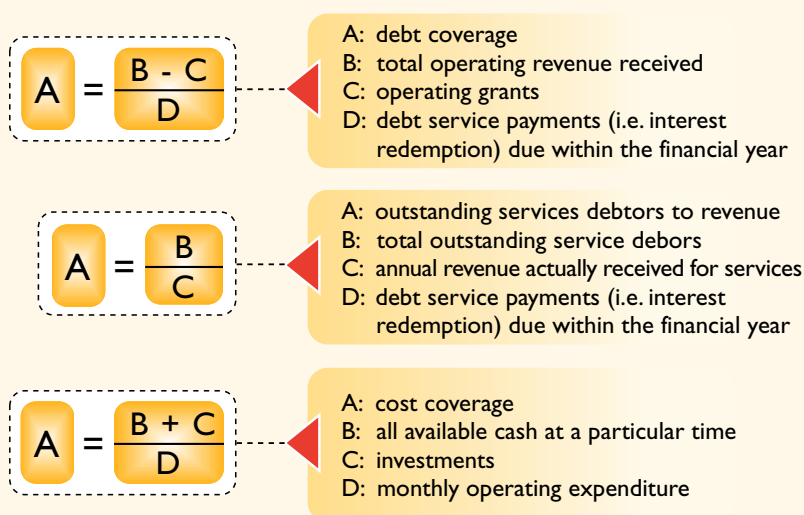 A = B - C
D
A: debt coverage
B: total operating revenue received
C: operating grants
D: debt service payments (i.e. interest
redemption) due within the financial year
A = B
C
A: outstanding services debtors to revenue
B: total outstanding service debors
C: annual revenue actually received for services
D: debt service payments (i.e. interest
redemption) due within the financial year
A = B + C
D
A: cost coverage
B: all available cash at a particular time
C: investments
D: monthly operating expenditure